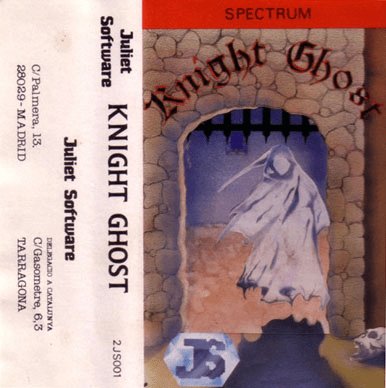 SPECTRUM
Knight Ghost
Juliet
Software
KNIGHT GHOST
2JS001
C/Palmera, 13.
28029-MADRID
Juliet Software
DELEGACIO A CATALUNYA
C/Gasometre, 6,3
TARRAGONA
JS